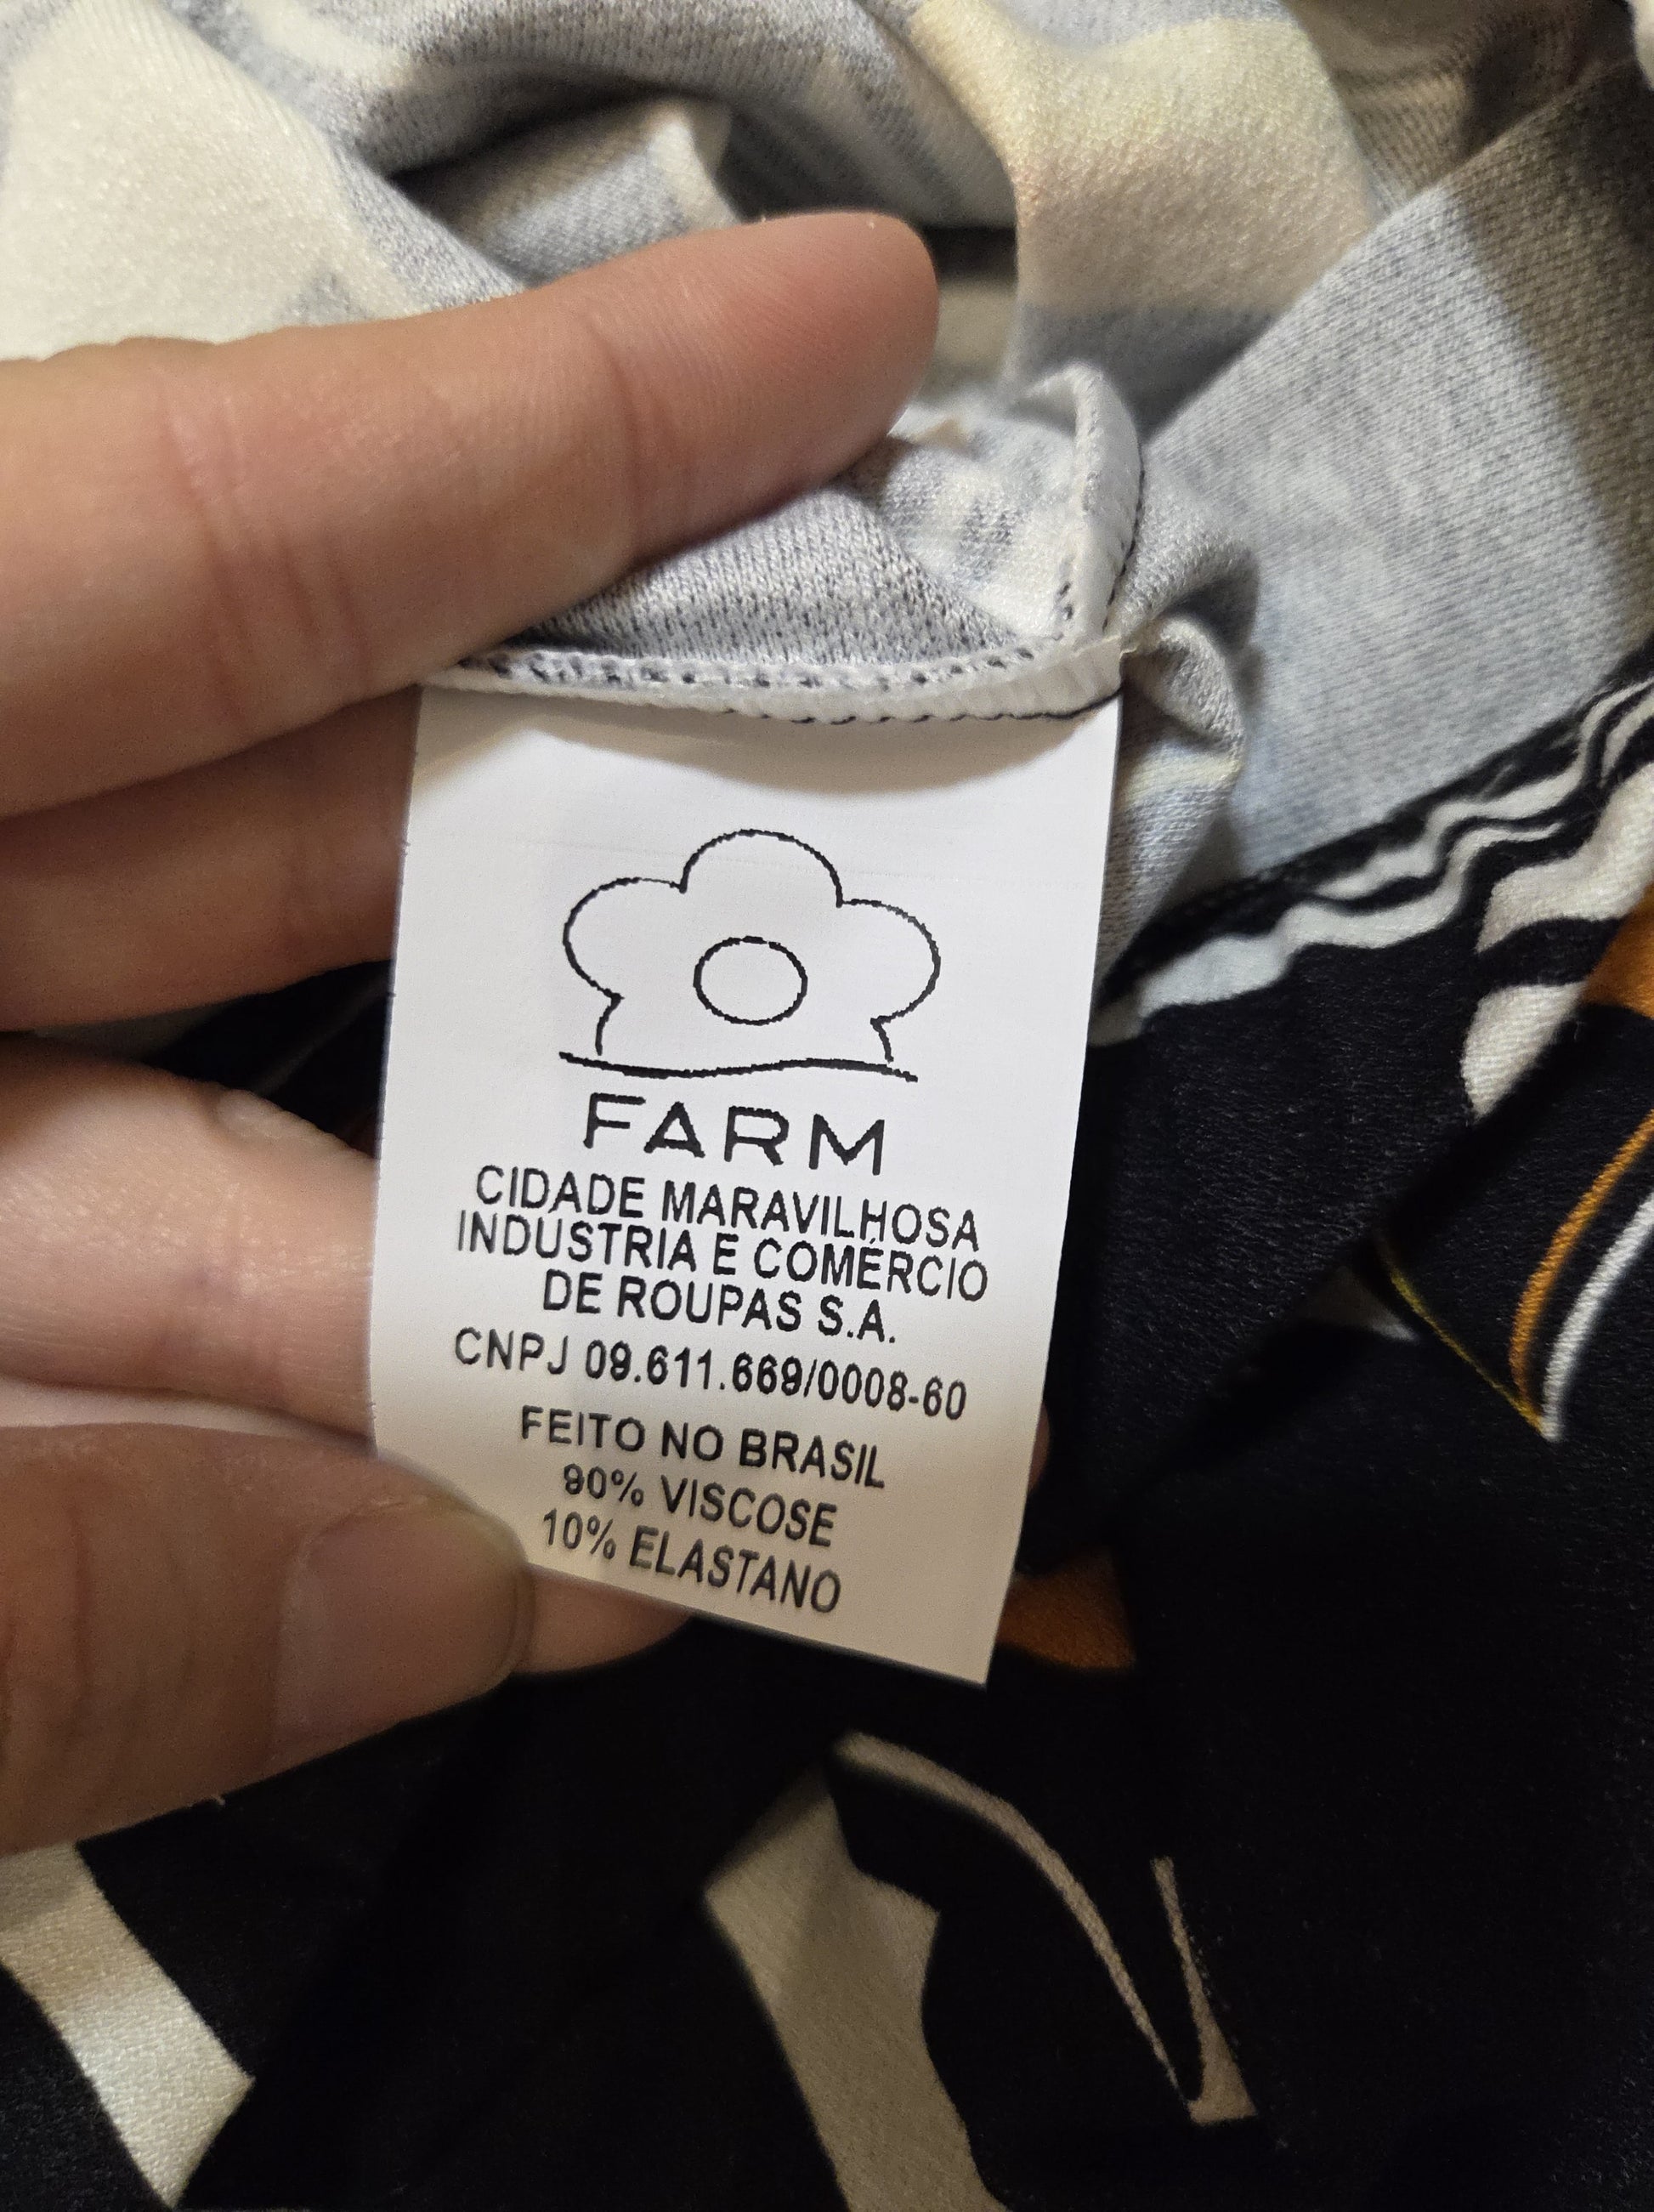 FARM
CIDADE MARAVILHOSA
INDÚSTRIA E COMÉRCIO
DE ROUPAS S.A.
CNPJ 09.611.669/0008-60
FEITO NO BRASIL
90% VISCOSE
10% ELASTANO